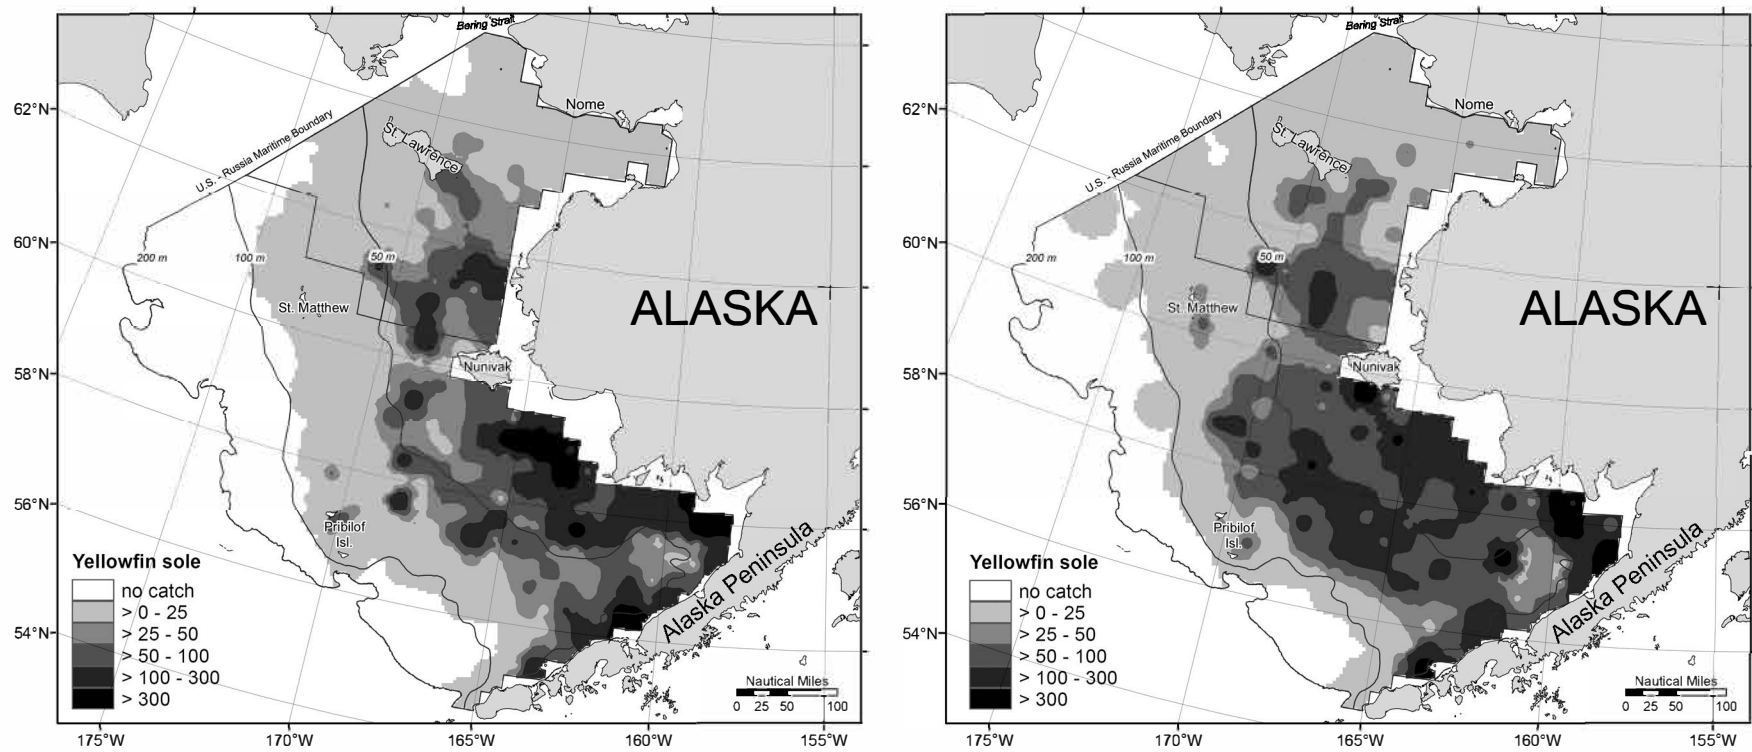 Bering Strait
Nome
62°N
St. Lawrence
U.S. - Russia Maritime Boundary
60°N
200 m
100 m
50 m
St. Matthew
ALASKA
58°N
Nunivak
56°N
Pribilof
Isl.
Alaska Peninsula
Yellowfin sole
no catch
> 0 - 25
> 25 - 50
> 50 - 100
> 100 - 300
> 300
54°N
Nautical Miles
0 25 50 100
175°W 170°W 165°W 160°W 155°W
Bering Strait
Nome
62°N
St. Lawrence
U.S. - Russia Maritime Boundary
60°N
200 m
100 m
50 m
St. Matthew
ALASKA
58°N
Nunivak
56°N
Pribilof
Isl.
Alaska Peninsula
Yellowfin sole
no catch
> 0 - 25
> 25 - 50
> 50 - 100
> 100 - 300
> 300
54°N
Nautical Miles
0 25 50 100
175°W 170°W 165°W 160°W 155°W